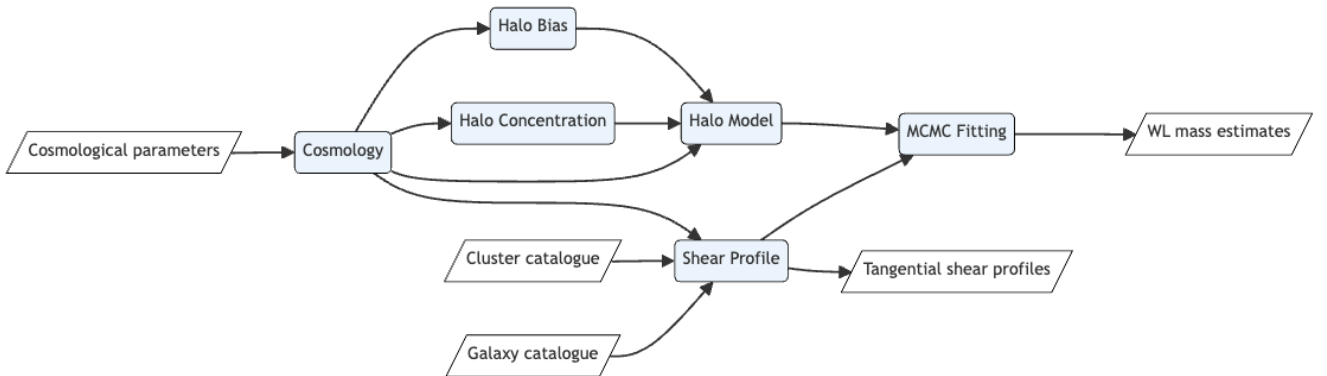 Halo Bias
Halo Concentration
Halo Model
MCMC Fitting
WL mass estimates
Cosmological parameters
Cosmology
Cluster catalogue
Shear Profile
Tangential shear profiles
Galaxy catalogue